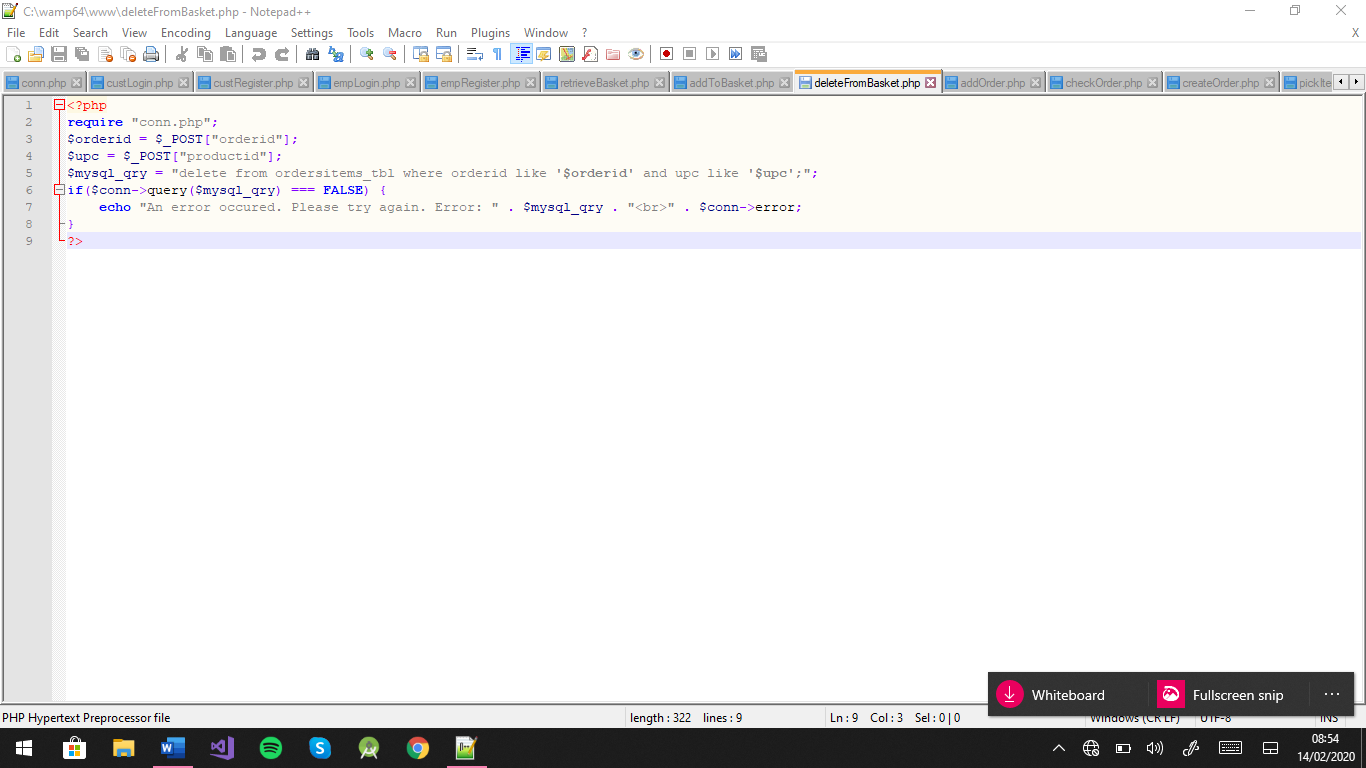 C:\wamp64\www\deleteFromBasket.php - Notepad++
File Edit Search View Encoding Language Settings Tools Macro Run Plugins Window ? X
conn.php custLogin.php custRegister.php empLogin.php empRegister.php retrieveBasket.php addToBasket.php deleteFromBasket.php addOrder.php checkOrder.php createOrder.php pickIte
1 <?php
2 require "conn.php";
3 $orderid = $_POST["orderid"];
4 $upc = $_POST["productid"];
5 $mysql_qry = "delete from ordersitems_tbl where orderid like '$orderid' and upc like '$upc';";
6 if($conn->query($mysql_qry) === FALSE) {
7 echo "An error occured. Please try again. Error: " . $mysql_qry . "<br>" . $conn->error;
8 }
9 ?>
Whiteboard Fullscreen snip ...
PHP Hypertext Preprocessor file length : 322 lines : 9 Ln : 9 Col : 3 Sel : 0 | 0 Windows (CR LF) UTF-8 INS
08:54
14/02/2020